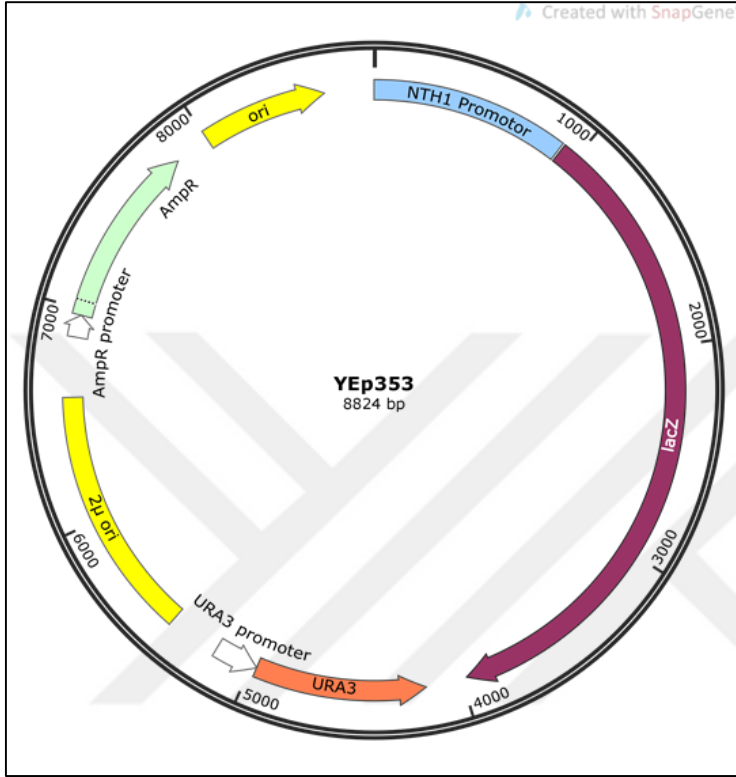 Created with SnapGene
NTH1 Promotor
1000
2000
lacZ
3000
4000
URA3
URA3 promoter
5000
6000
2μ ori
AmpR promoter
7000
AmpR
8000
ori
YEp353
8824 bp